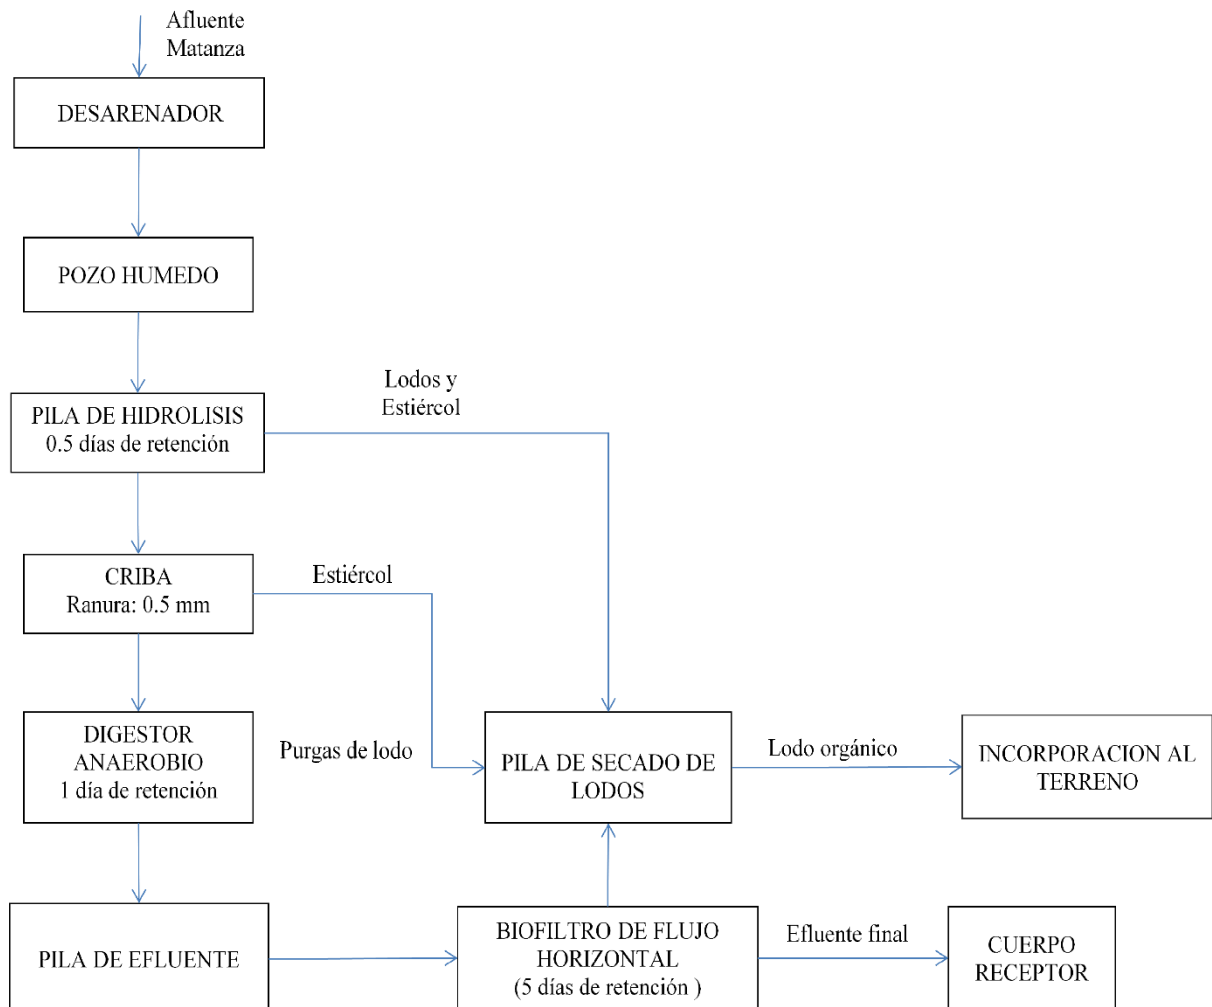 Afluente
Matanza
DESARENADOR
POZO HUMEDO
PILA DE HIDROLISIS
0.5 días de retención
Lodos y
Estiércol
CRIBA
Ranura: 0.5 mm
Estiércol
DIGESTOR
ANAEROBIO
1 día de retención
Purgas de lodo
PILA DE SECADO DE
LODOS
Lodo orgánico
INCORPORACION AL
TERRENO
PILA DE EFLUENTE
BIOFILTRO DE FLUJO
HORIZONTAL
(5 días de retención )
Efluente final
CUERPO
RECEPTOR